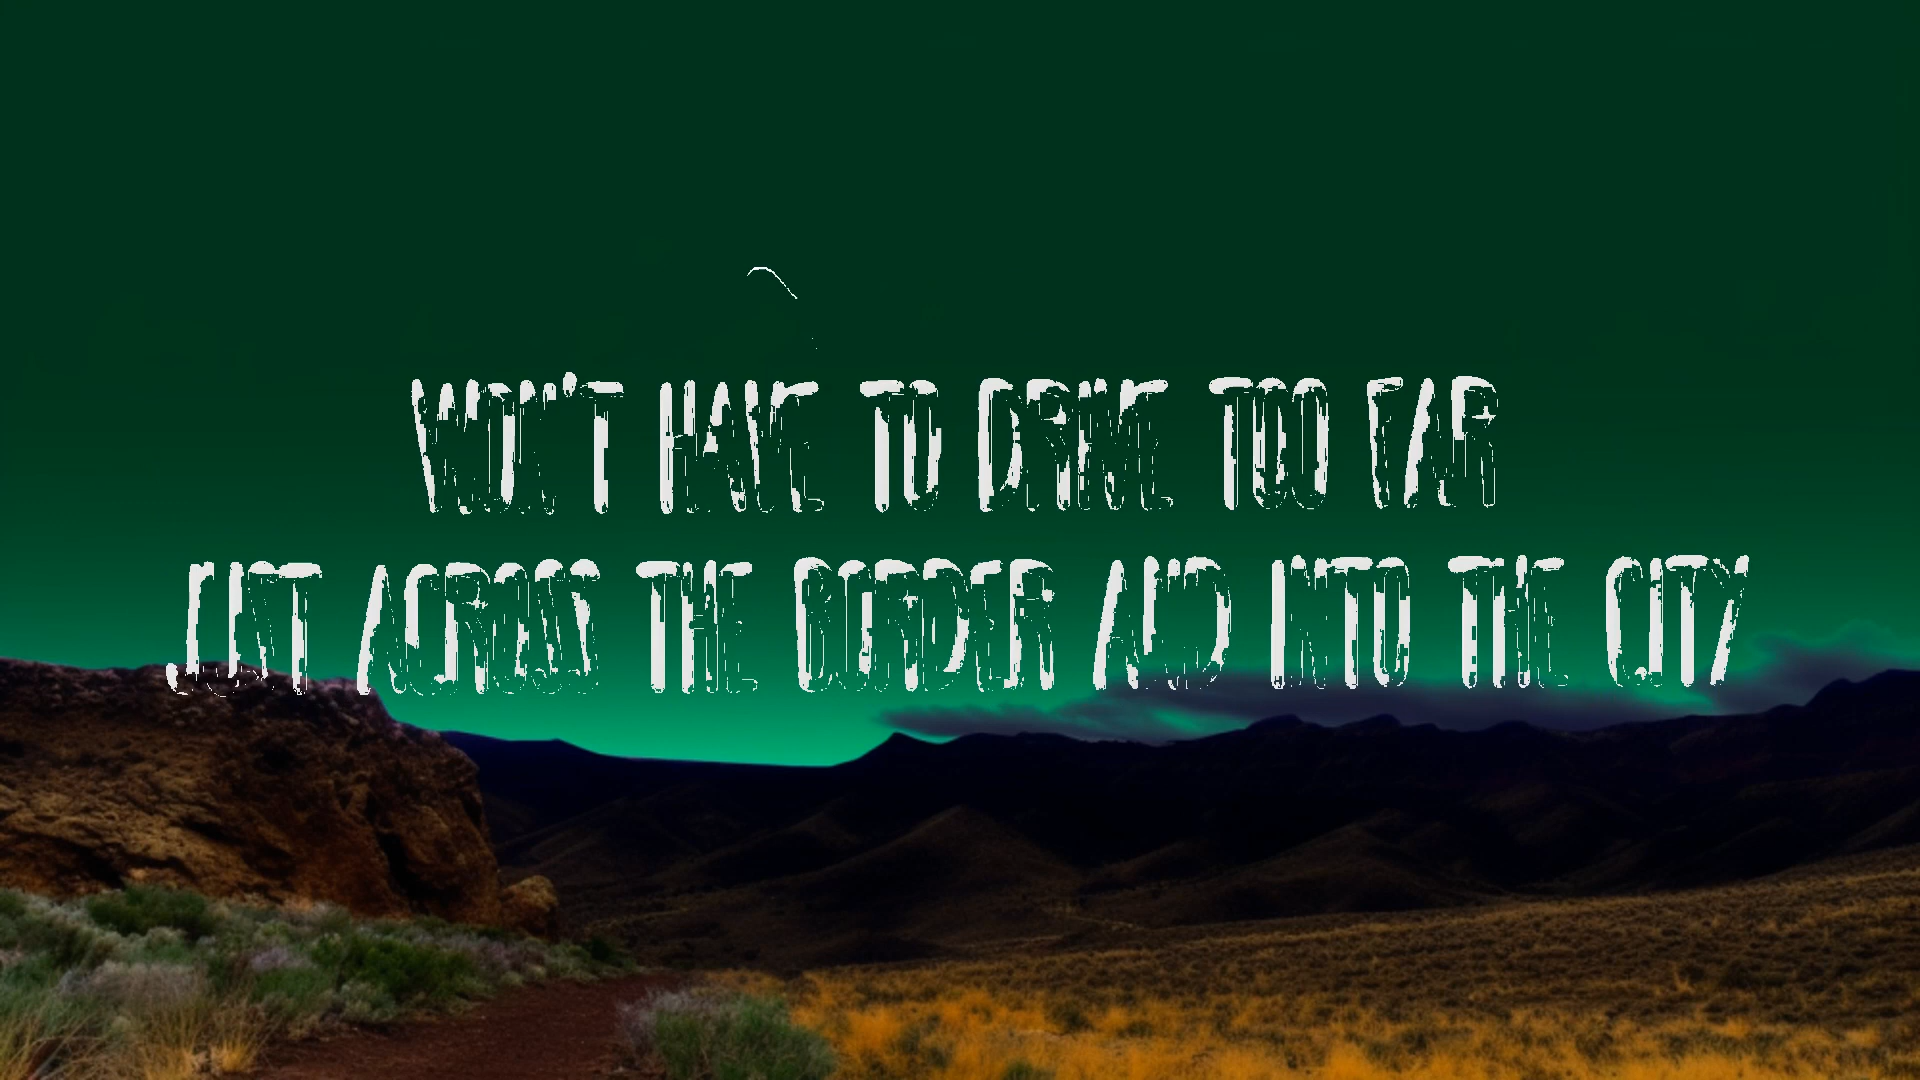 WON'T HAVE TO DRIVE TOO FAR
JUST ACROSS THE BORDER AND INTO THE CITY